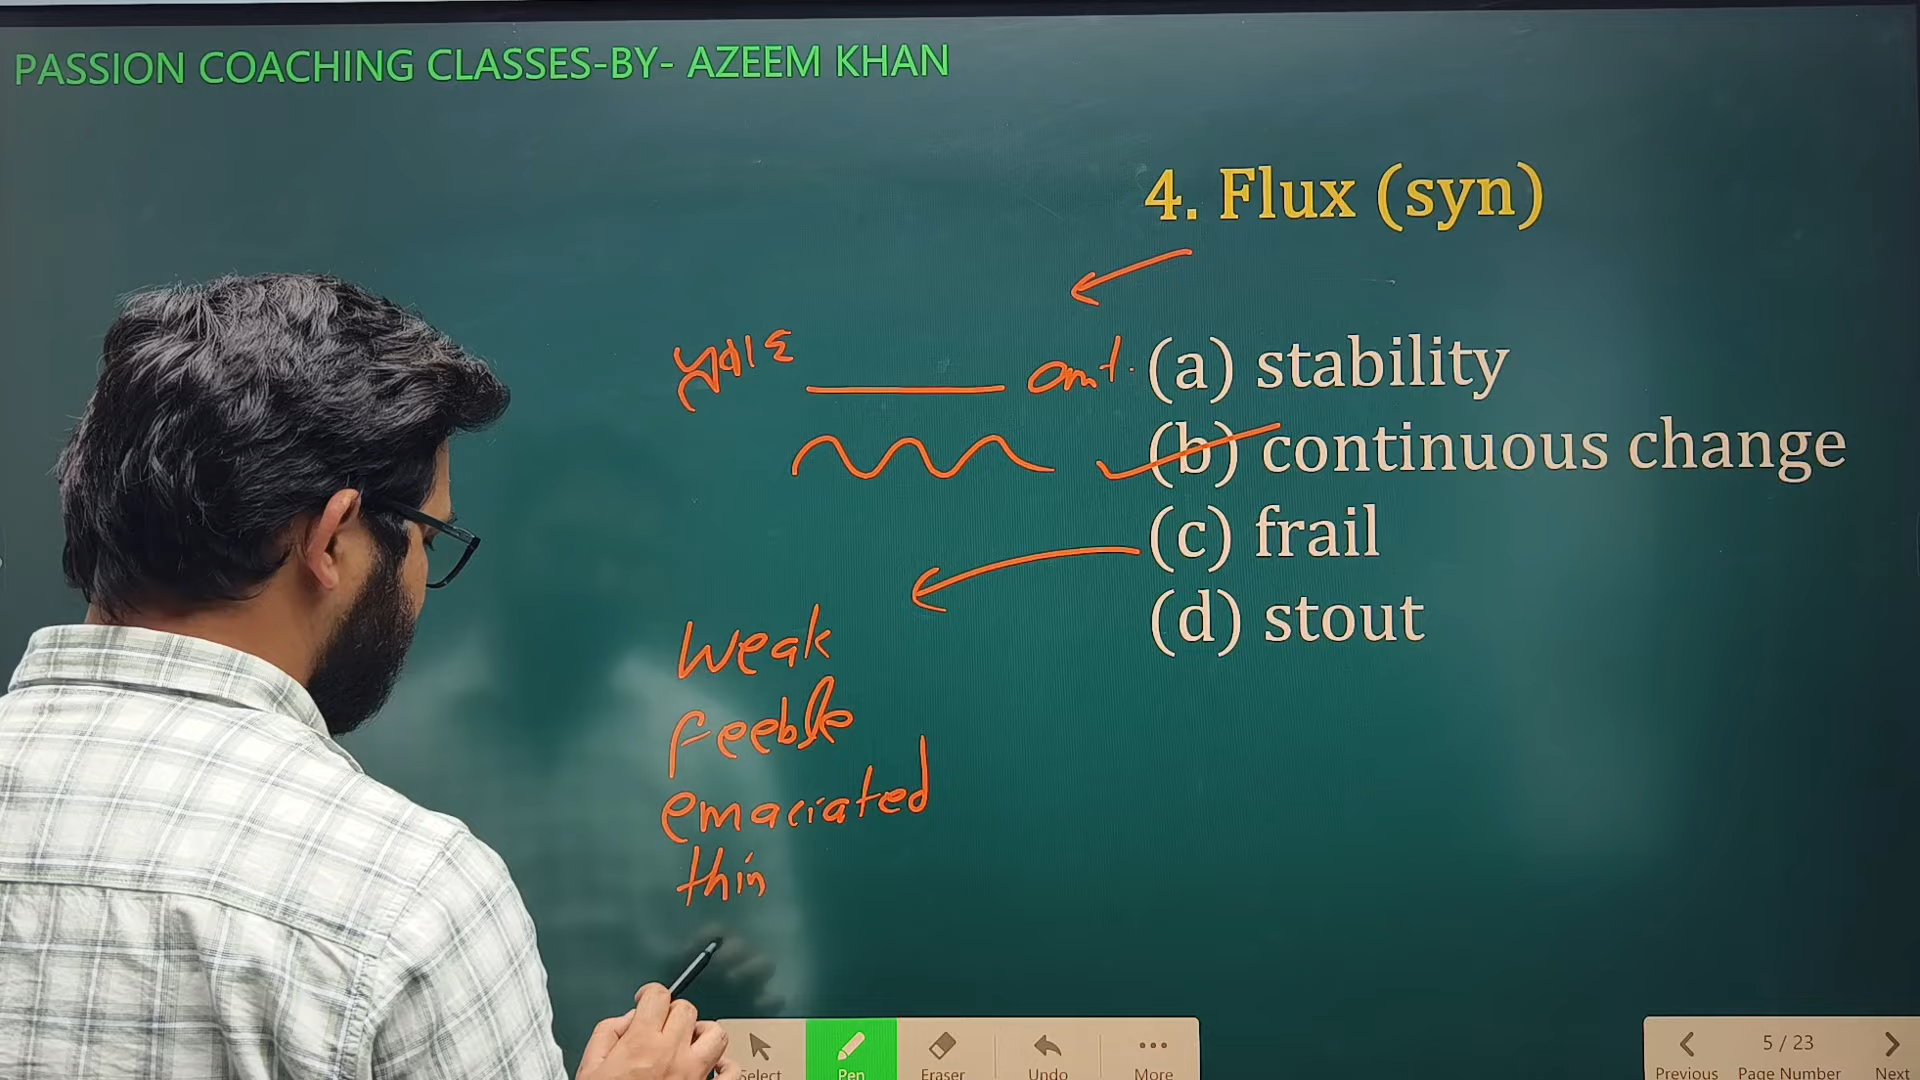 PASSION COACHING CLASSES-BY- AZEEM KHAN
4. Flux (syn)
(a) stability
ant.
(b) continuous change
(c) frail
(d) stout
weak
feeble
emaciated
thin
Select
Pen
Eraser
Undo
More
5 / 23
Previous
Page Number
Next